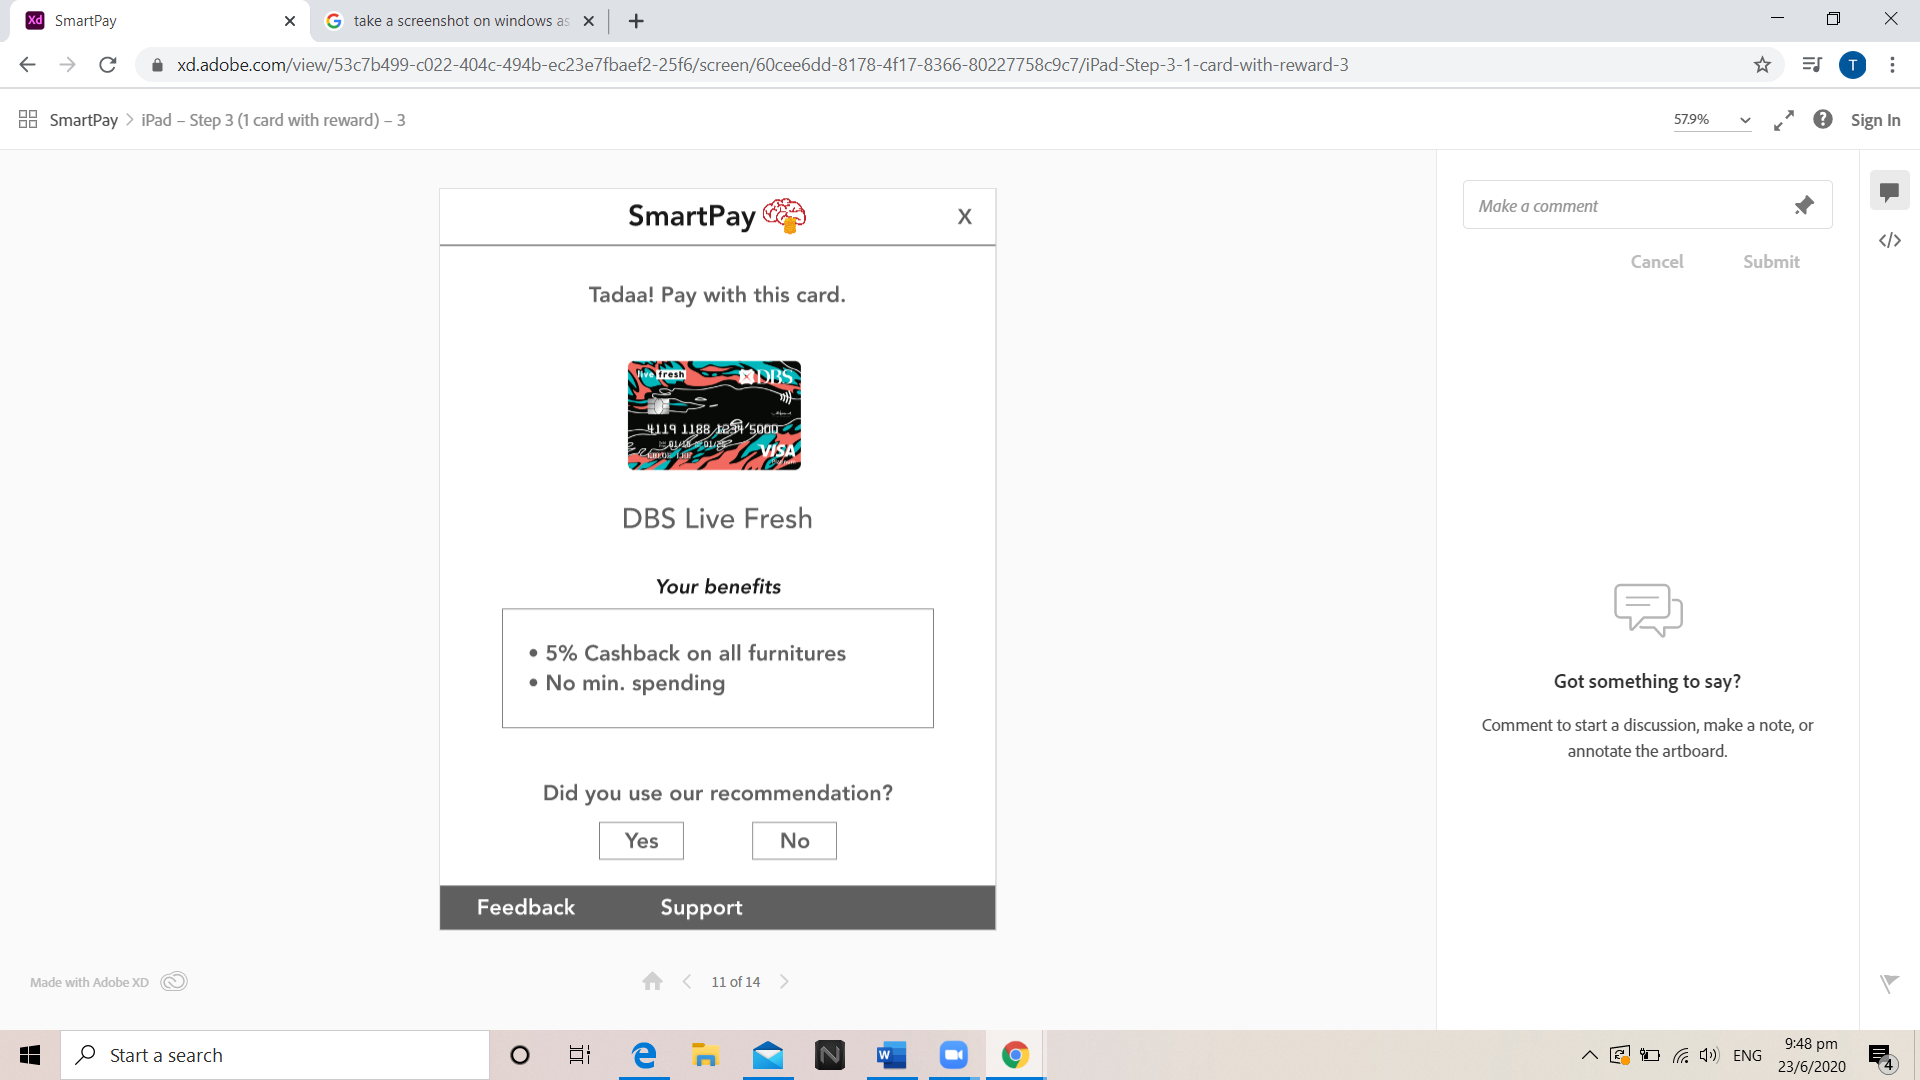 Xd SmartPay
take a screenshot on windows as
xd.adobe.com/view/53c7b499-c022-404c-494b-ec23e7fbaef2-25f6/screen/60cee6dd-8178-4f17-8366-80227758c9c7/iPad-Step-3-1-card-with-reward-3
T
SmartPay > iPad – Step 3 (1 card with reward) – 3
57.9%
Sign In
SmartPay
X
Tadaa! Pay with this card.
live fresh
DBS
4119 1188 1234 5000
VISA
DBS Live Fresh
Your benefits
• 5% Cashback on all furnitures
• No min. spending
Did you use our recommendation?
Yes
No
Feedback
Support
Make a comment
Cancel
Submit
Got something to say?
Comment to start a discussion, make a note, or
annotate the artboard.
Made with Adobe XD
11 of 14
Start a search
ENG
9:48 pm
23/6/2020
4